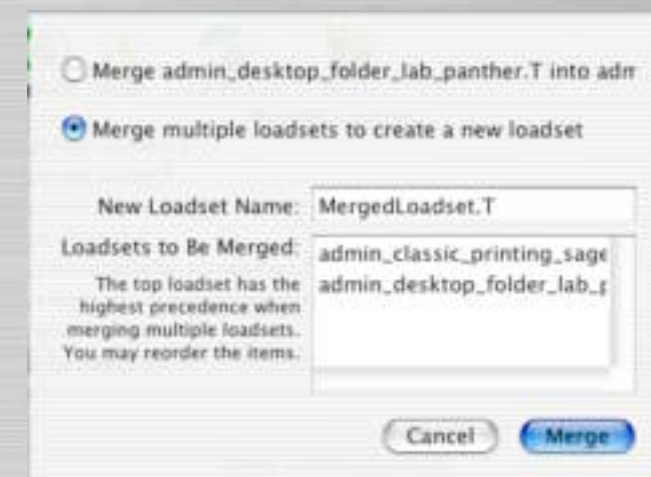 Merge admin_desktop_folder_lab_panther.T into adm
Merge multiple loadsets to create a new loadset
New Loadset Name: MergedLoadset.T
Loadsets to Be Merged:
The top loadset has the
highest precedence when
merging multiple loadsets.
You may reorder the items.
admin_classic_printing_sage
admin_desktop_folder_lab_p
Cancel Merge